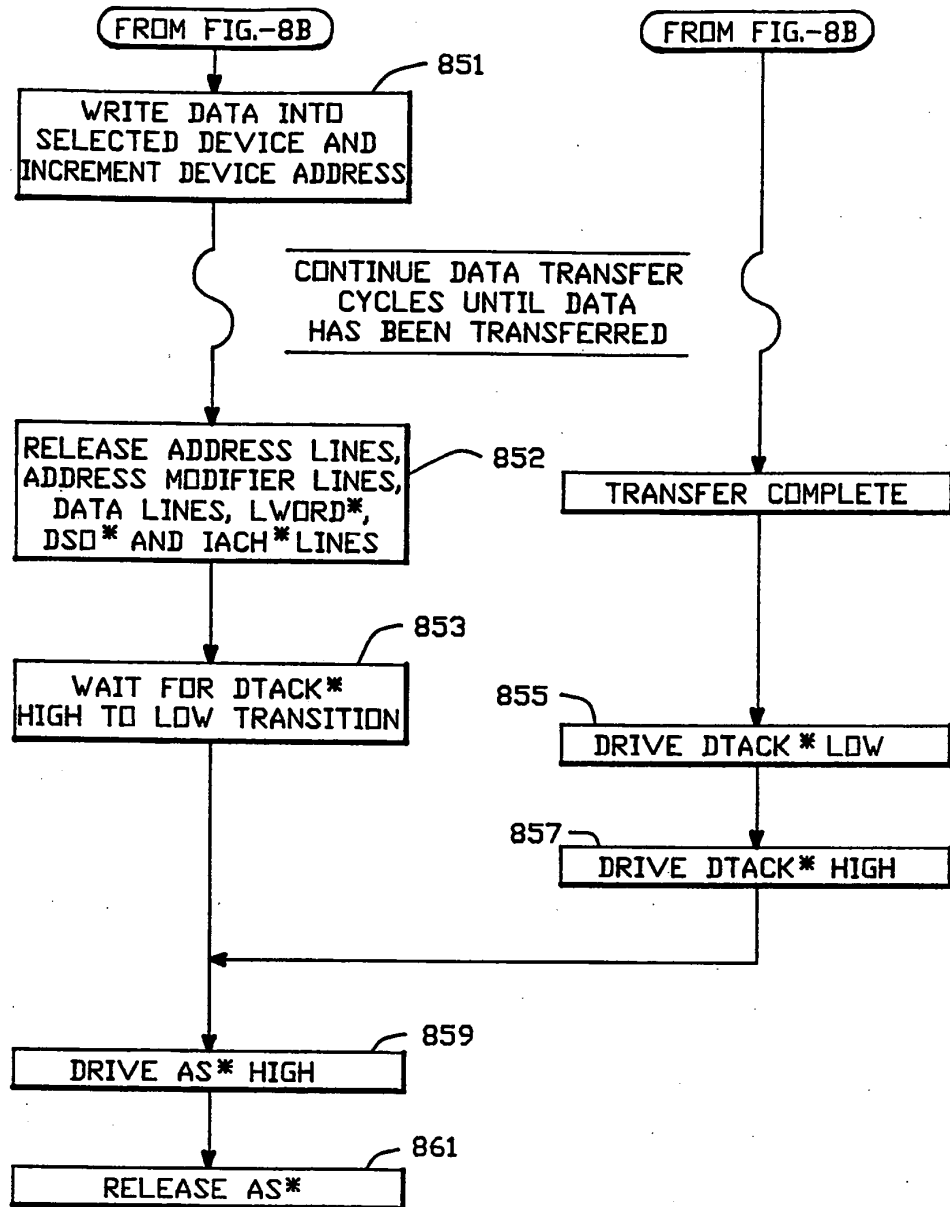 FROM FIG.-8B
851
WRITE DATA INTO
SELECTED DEVICE AND
INCREMENT DEVICE ADDRESS
FROM FIG.-8B
CONTINUE DATA TRANSFER
CYCLES UNTIL DATA
HAS BEEN TRANSFERRED
RELEASE ADDRESS LINES,
ADDRESS MODIFIER LINES,
DATA LINES, LWORD*,
DSO* AND IACH* LINES
852
TRANSFER COMPLETE
853
WAIT FOR DTACK*
HIGH TO LOW TRANSITION
855
DRIVE DTACK* LOW
857
DRIVE DTACK* HIGH
859
DRIVE AS* HIGH
861
RELEASE AS*